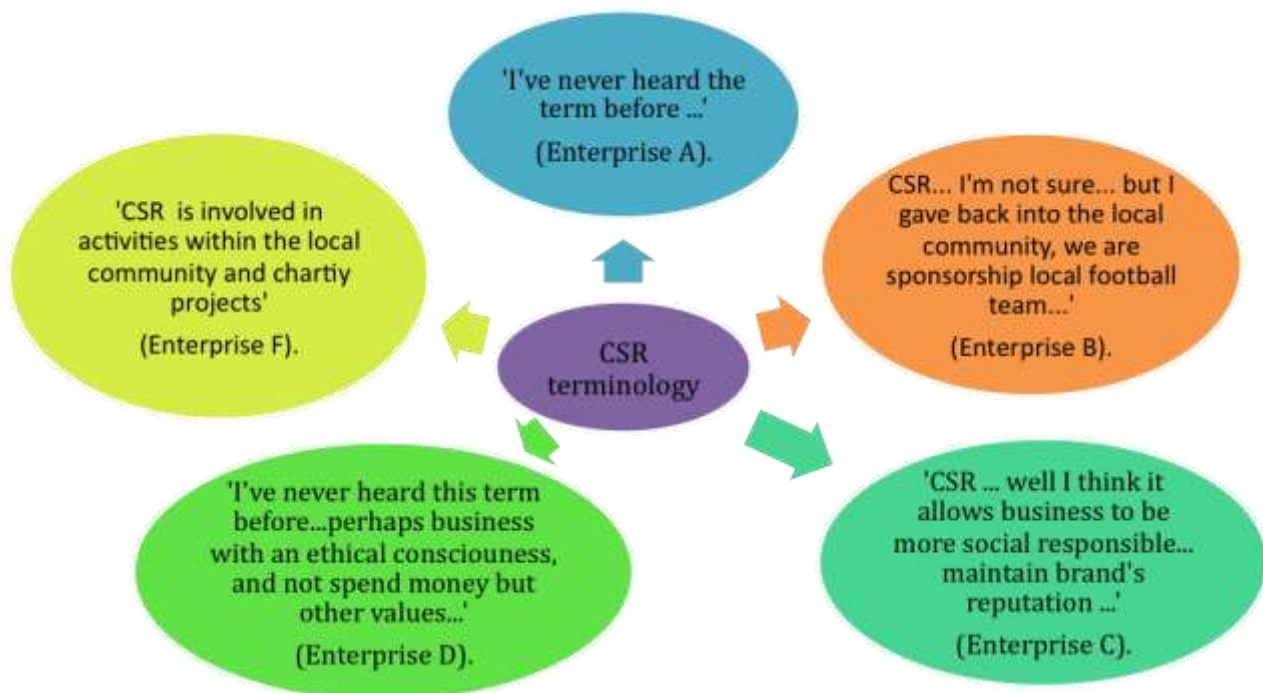 'I've never heard the
term before ...'
(Enterprise A).
CSR... I'm not sure... but I
gave back into the local
community, we are
sponsorship local football
team...'
(Enterprise B).
'CSR ... well I think it
allows business to be
more social responsible...
maintain brand's
reputation ...'
(Enterprise C).
'I've never heard this term
before...perhaps business
with an ethical consciouness,
and not spend money but
other values...'
(Enterprise D).
'CSR is involved in
activities within the local
community and chartiy
projects'
(Enterprise F).
CSR
terminology